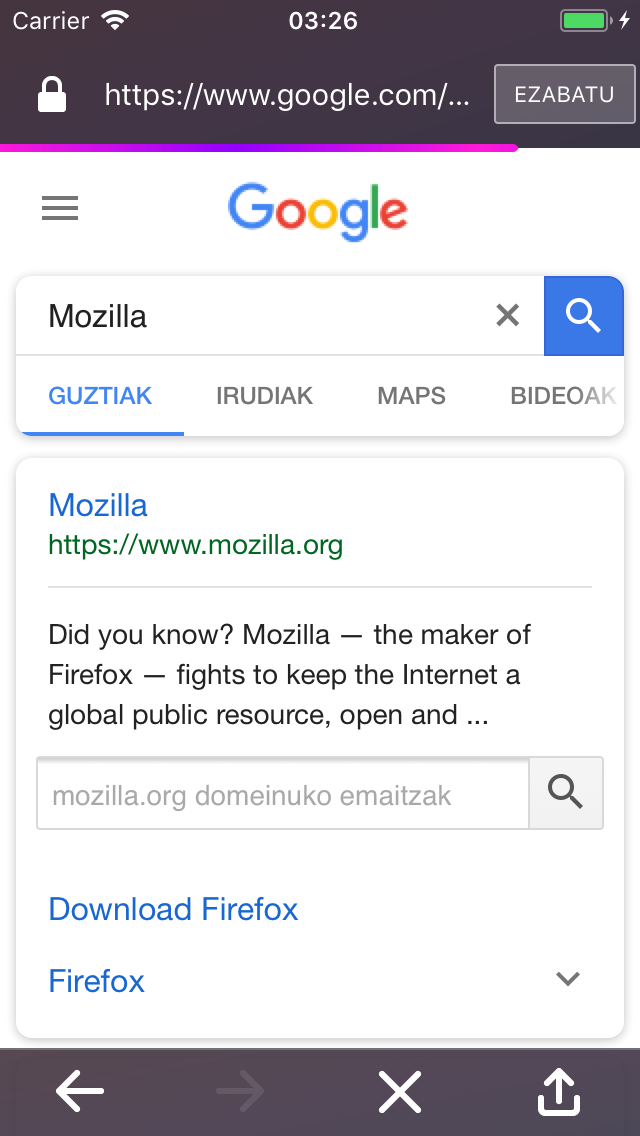 Carrier 03:26
https://www.google.com/... EZABATU
Google
Mozilla
GUZTIAK IRUDIAK MAPS BIDEOAK
Mozilla
https://www.mozilla.org
Did you know? Mozilla — the maker of
Firefox — fights to keep the Internet a
global public resource, open and ...
mozilla.org domeinuko emaitzak
Download Firefox
Firefox